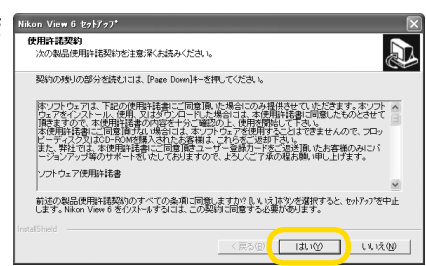 Nikon View 6 ｾｯﾄｱｯﾌﾟ
使用許諾契約
次の製品使用許諾契約を注意深くお読みください。
契約の残りの部分を読むには、[Page Down]キーを押してください。
本ソフトウェアは、下記の使用許諾書にご同意頂いた場合にのみ提供させていただきます。本ソフト
ウェアをインストール、使用、又はダウンロードした場合には、本使用許諾書に同意したものとさせて
頂きますので、本使用許諾書の内容を十分ご確認の上、使用を開始して下さい。
本使用許諾書にご同意頂けない場合には、本ソフトウェアを使用することはできませんので、フロッ
ピーディスク又はCD-ROMを購入されたお客様は、これらをご返却下さい。
また、弊社では、本使用許諾書にご同意頂きユーザー登録カードをご返送頂いたお客様のみにバ
ージョンアップ等のサポートをいたしておりますので、よろしくご了承の程お願い申し上げます。
ソフトウェア使用許諾書
前述の製品使用許諾契約のすべての条項に同意しますか? [いいえ]ボタンを選択すると、セットアップを中止
します。Nikon View 6 をインストールするには、この契約に同意する必要があります。
InstallShield
< 戻る(B)
はい(Y)
いいえ(N)